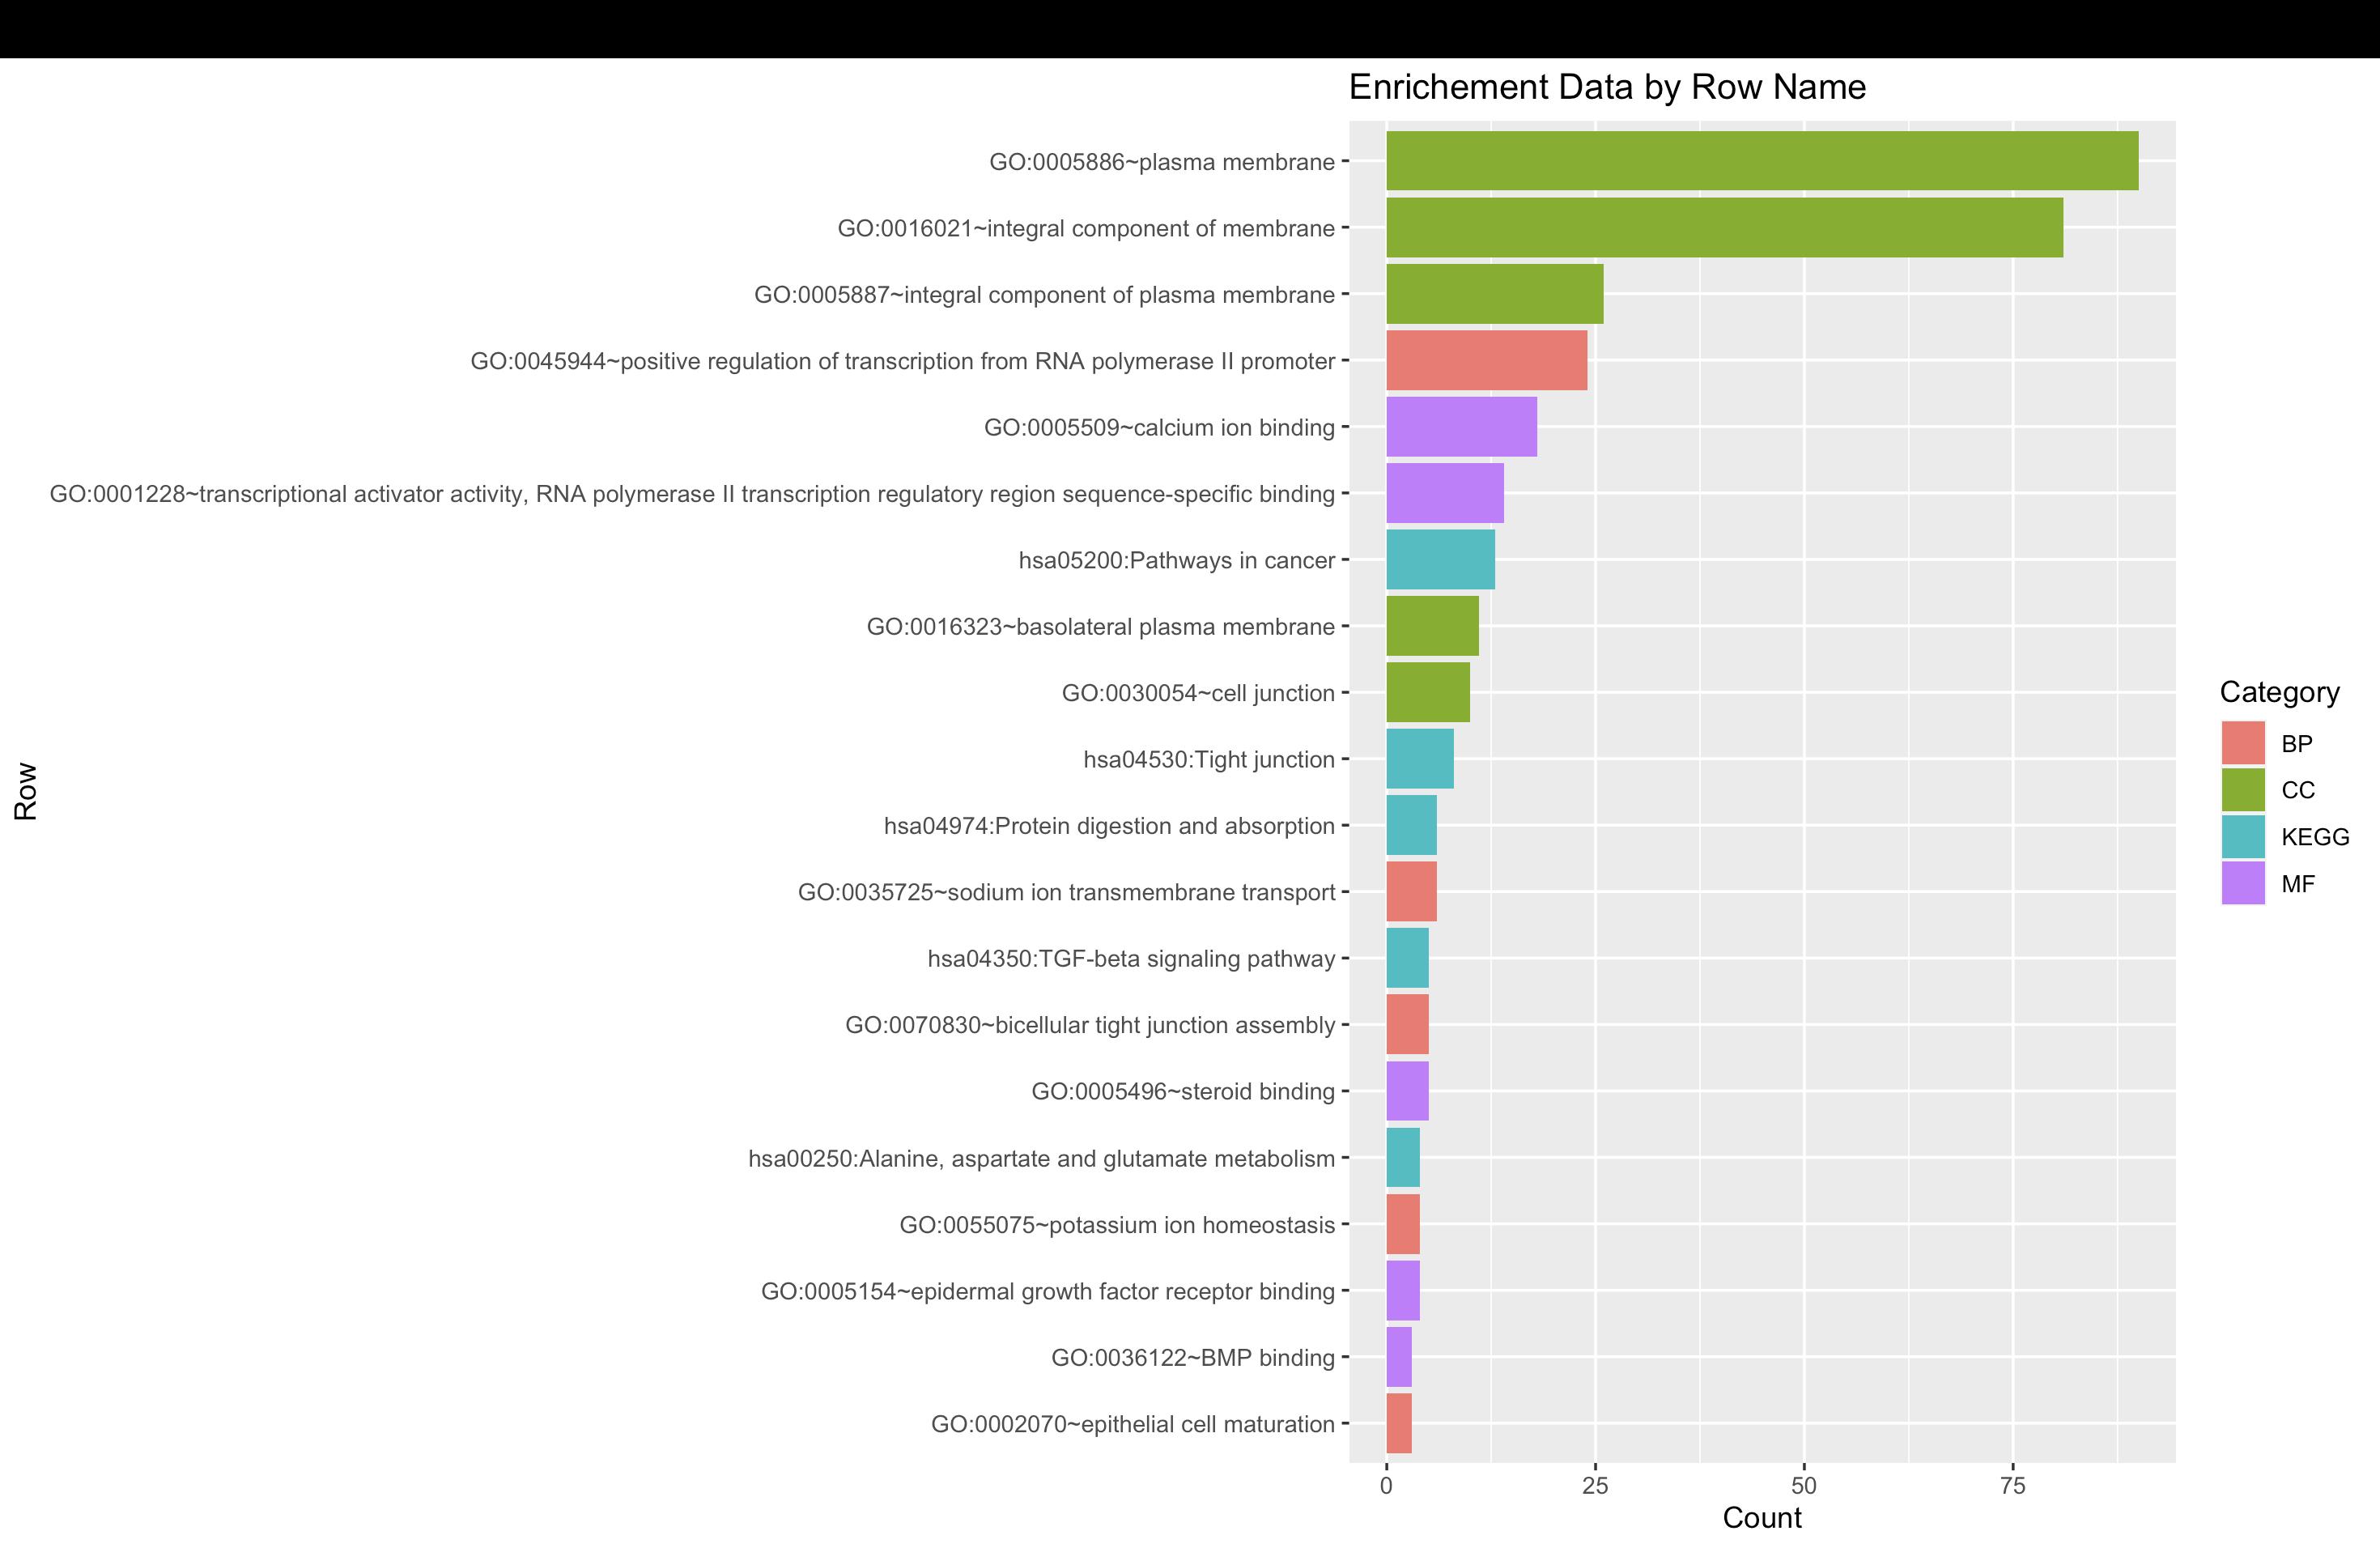 Enrichement Data by Row Name
GO:0005886~plasma membrane
GO:0016021~integral component of membrane
GO:0005887~integral component of plasma membrane
GO:0045944~positive regulation of transcription from RNA polymerase II promoter
GO:0005509~calcium ion binding
GO:0001228~transcriptional activator activity, RNA polymerase II transcription regulatory region sequence-specific binding
hsa05200:Pathways in cancer
GO:0016323~basolateral plasma membrane
GO:0030054~cell junction
hsa04530:Tight junction
hsa04974:Protein digestion and absorption
GO:0035725~sodium ion transmembrane transport
hsa04350:TGF-beta signaling pathway
GO:0070830~bicellular tight junction assembly
GO:0005496~steroid binding
hsa00250:Alanine, aspartate and glutamate metabolism
GO:0055075~potassium ion homeostasis
GO:0005154~epidermal growth factor receptor binding
GO:0036122~BMP binding
GO:0002070~epithelial cell maturation
Row
0 25 50 75
Count
Category
BP
CC
KEGG
MF